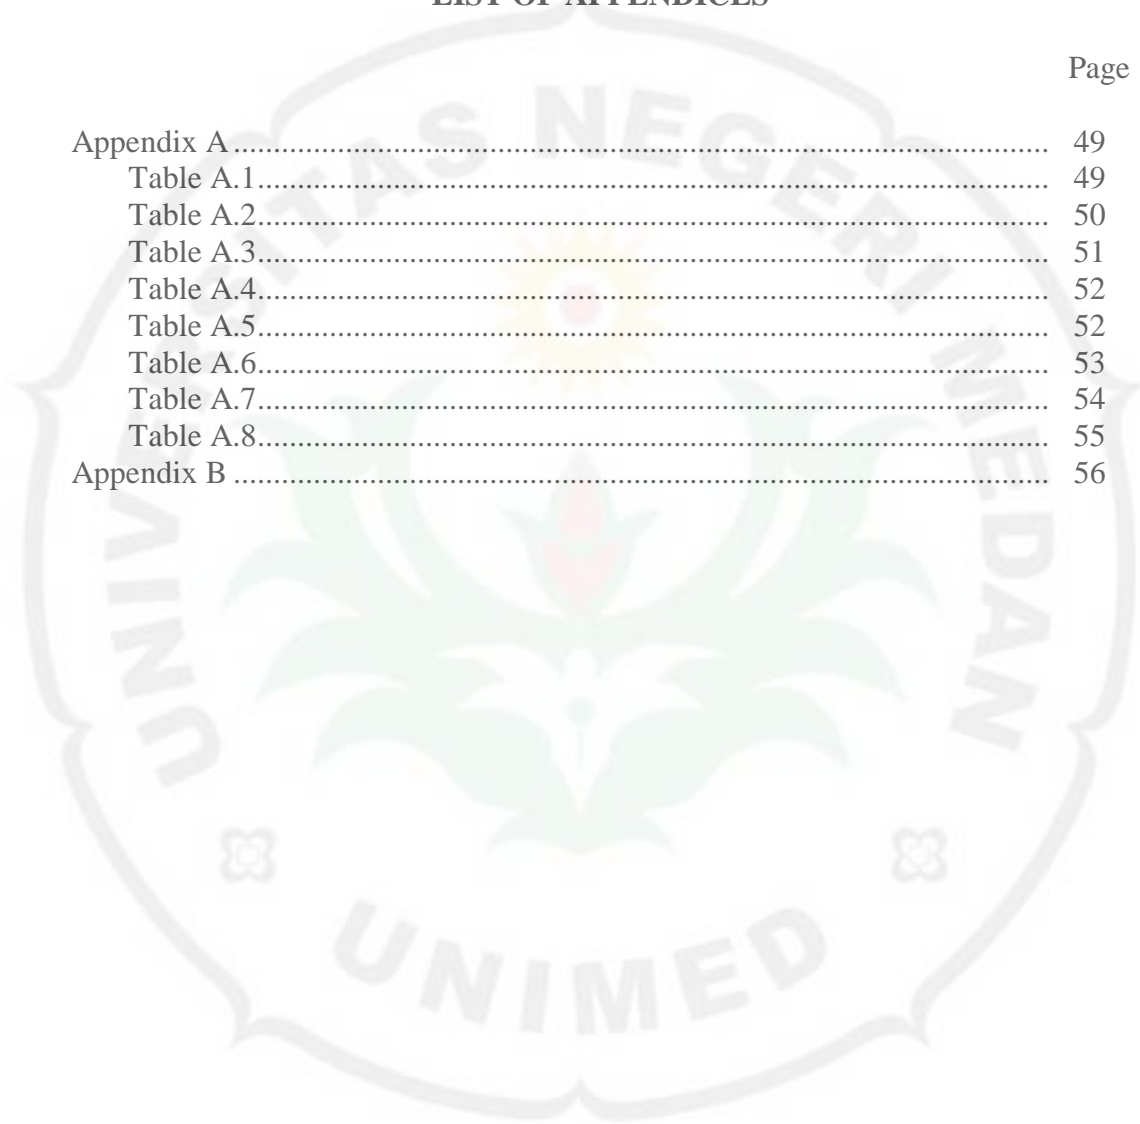 LIST OF APPENDICES
Page
Appendix A ........................................................................................................ 49
Table A.1.................................................................................................... 49
Table A.2.................................................................................................... 50
Table A.3.................................................................................................... 51
Table A.4.................................................................................................... 52
Table A.5.................................................................................................... 52
Table A.6.................................................................................................... 53
Table A.7.................................................................................................... 54
Table A.8.................................................................................................... 55
Appendix B ........................................................................................................ 56
UNIVERSITAS NEGERI MEDAN
UNIMED